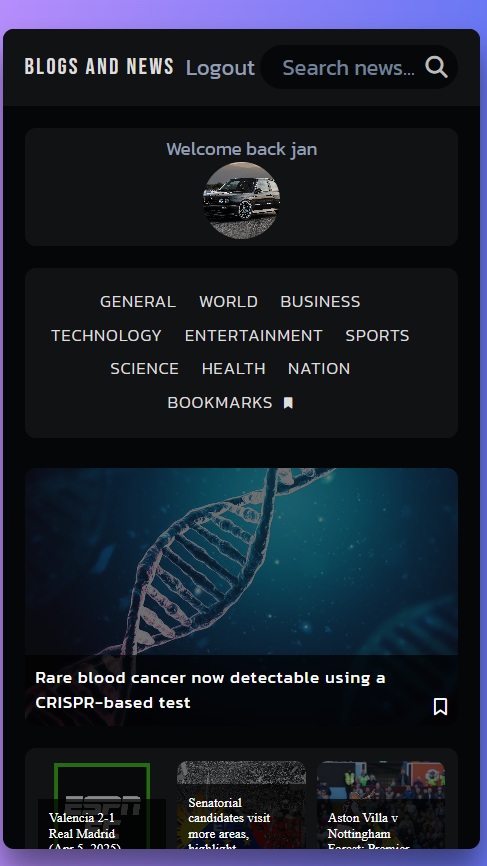 BLOGS AND NEWS Logout Search news...
Welcome back jan
GENERAL WORLD BUSINESS
TECHNOLOGY ENTERTAINMENT SPORTS
SCIENCE HEALTH NATION
BOOKMARKS
Rare blood cancer now detectable using a
CRISPR-based test
ESPN
Valencia 2-1
Real Madrid
(Apr 5, 2025)
Senatorial
candidates visit
more areas,
highlight
Aston Villa v
Nottingham
Forest: Premier